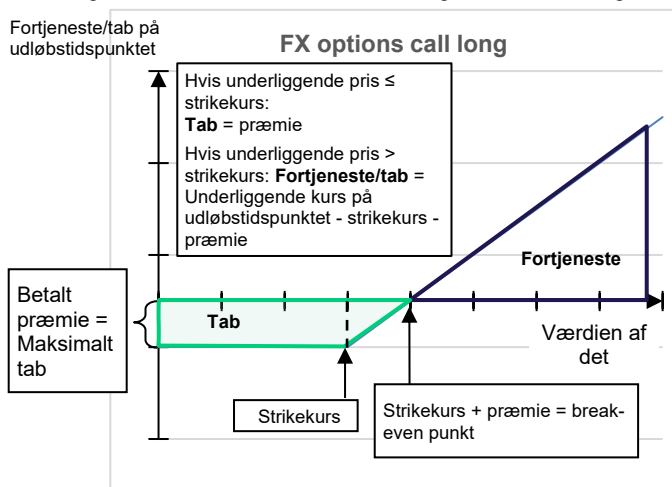 Fortjeneste/tab på
udløbstidspunktet
FX options call long
Hvis underliggende pris ≤
strikekurs:
Tab = præmie
Hvis underliggende pris >
strikekurs: Fortjeneste/tab =
Underliggende kurs på
udløbstidspunktet - strikekurs -
præmie
Fortjeneste
Betalt
præmie =
Maksimalt
tab
Tab
Værdien af
det
Strikekurs
Strikekurs + præmie = break-
even punkt